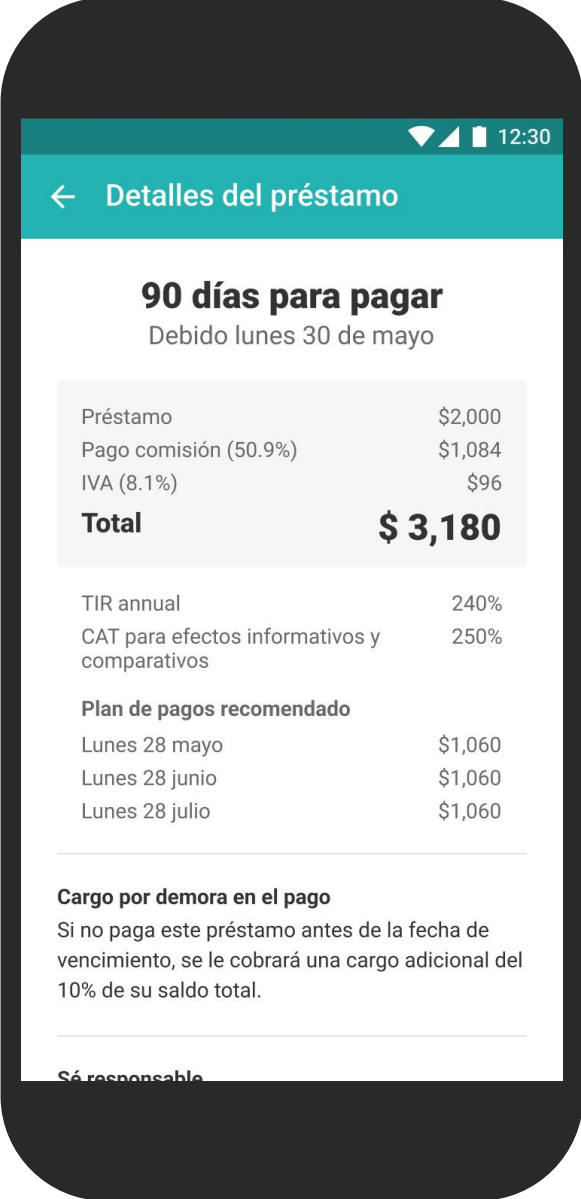 12:30
Detalles del préstamo
90 días para pagar
Debido lunes 30 de mayo
Préstamo $2,000
Pago comisión (50.9%) $1,084
IVA (8.1%) $96
Total $ 3,180
TIR annual 240%
CAT para efectos informativos y 250%
comparativos
Plan de pagos recomendado
Lunes 28 mayo $1,060
Lunes 28 junio $1,060
Lunes 28 julio $1,060
Cargo por demora en el pago
Si no paga este préstamo antes de la fecha de
vencimiento, se le cobrará una cargo adicional del
10% de su saldo total.
Sé responsable